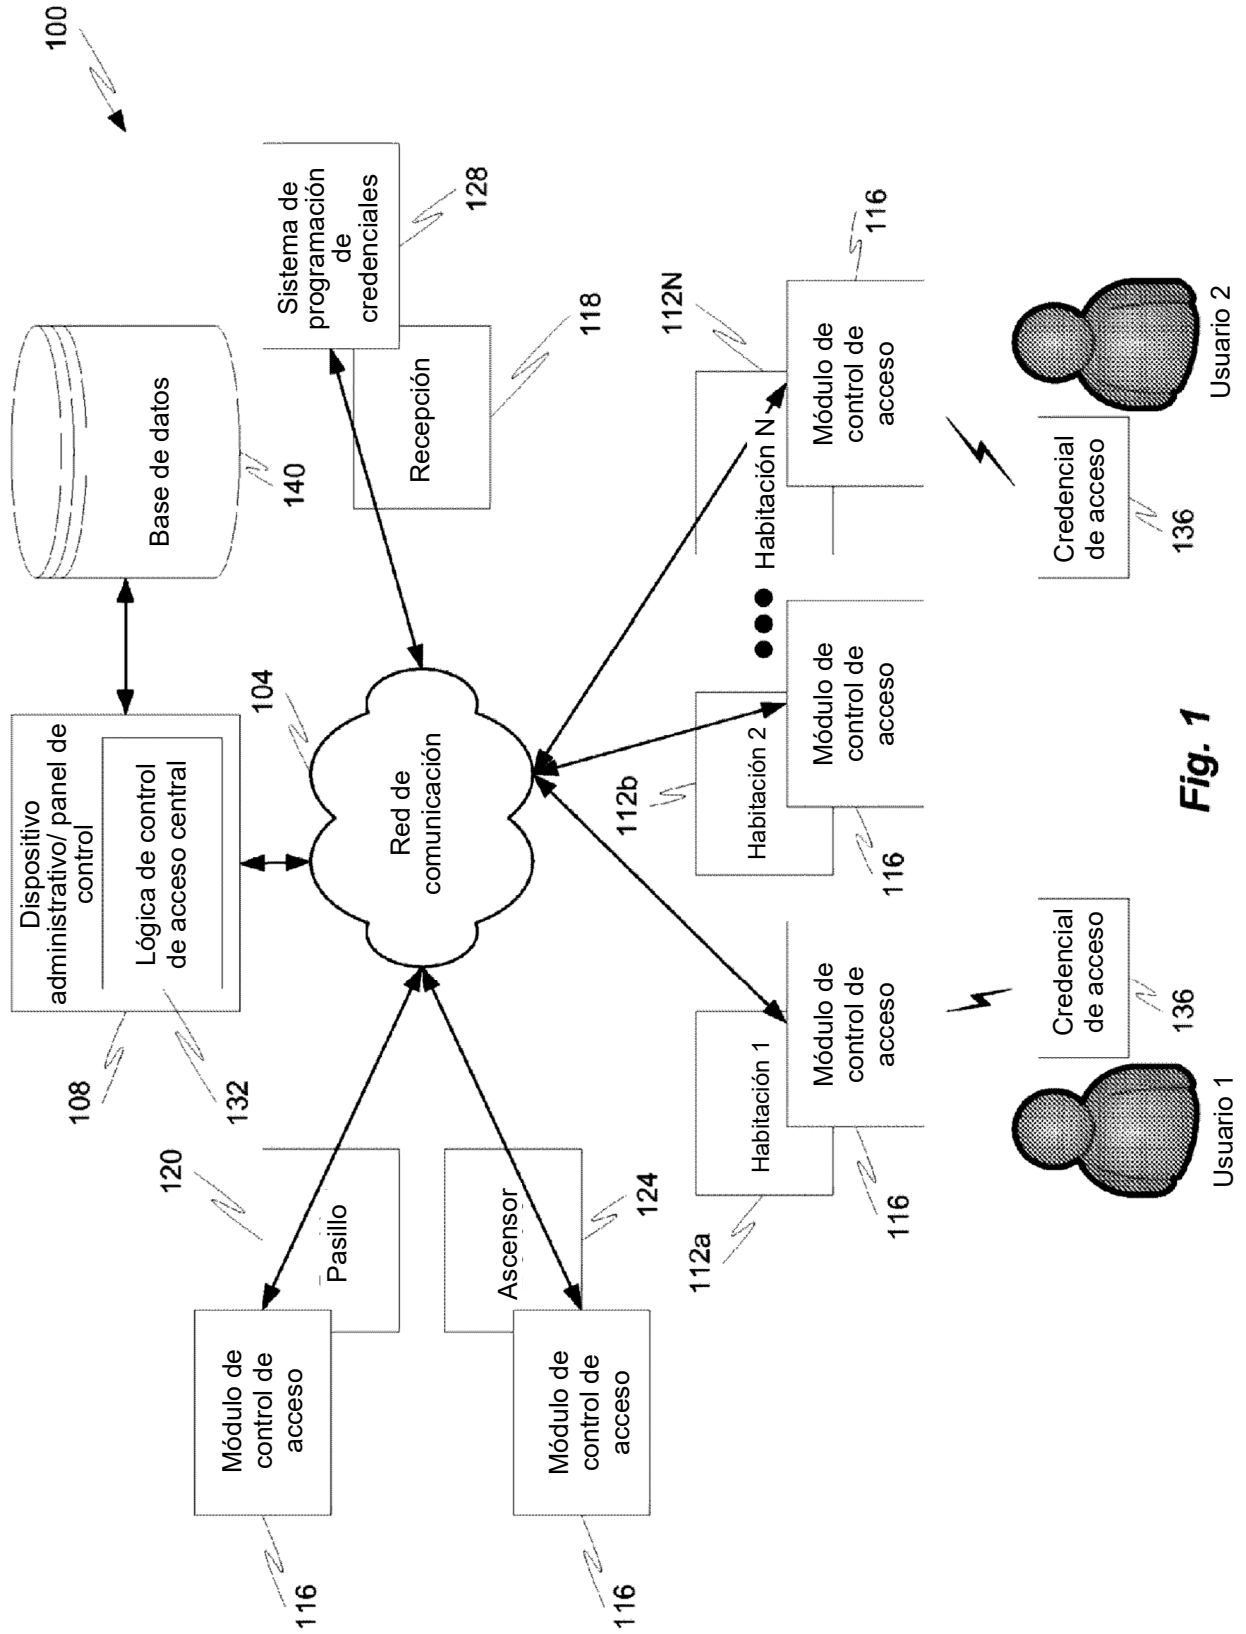 100
Dispositivo
administrativo/ panel de
control
Lógica de control
de acceso central
108
132
Base de datos
140
Sistema de
programación
de
credenciales
128
Recepción
118
104
Red de
comunicación
120
Pasillo
Módulo de
control de
acceso
116
Ascensor
124
Módulo de
control de
acceso
116
112a
Habitación 1
Módulo de
control de
acceso
116
112b
Habitación 2
Módulo de
control de
acceso
116
112N
Habitación N
Módulo de
control de
acceso
116
Usuario 1
Credencial
de acceso
136
Credencial
de acceso
136
Usuario 2
Fig. 1